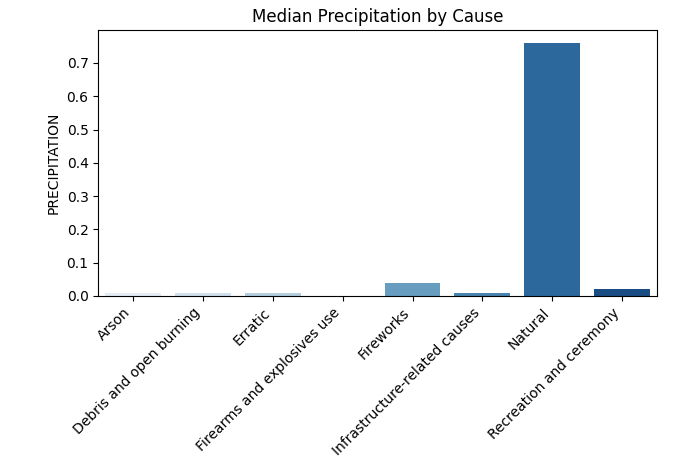 Median Precipitation by Cause
PRECIPITATION
0.7
0.6
0.5
0.4
0.3
0.2
0.1
0.0
Arson
Debris and open burning
Erratic
Firearms and explosives use
Fireworks
Infrastructure-related causes
Natural
Recreation and ceremony